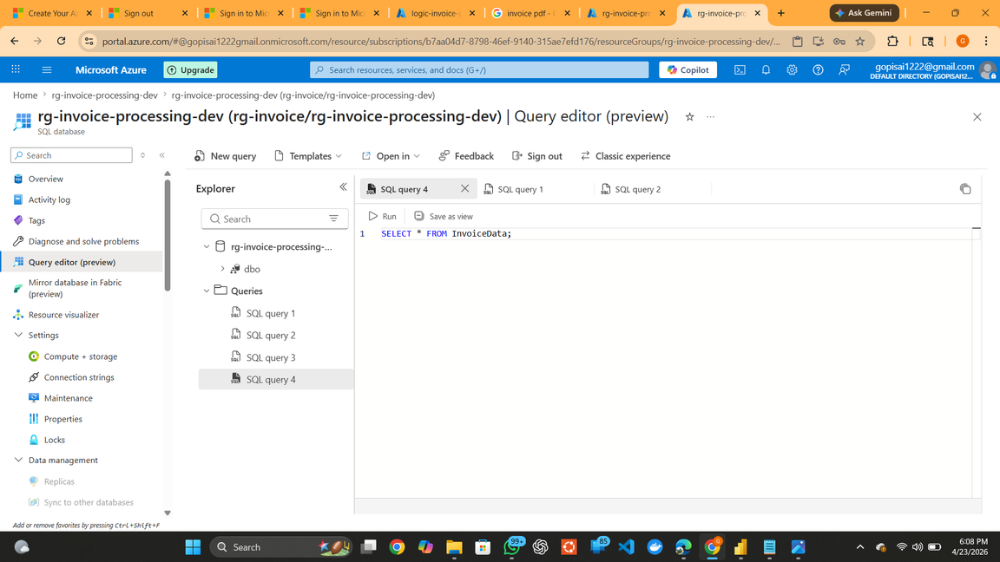 Create Your A
Sign out
Sign in to Mic
Sign in to Mic
logic-invoice-p
invoice pdf - G
rg-invoice-pro
rg-invoice-pro
Ask Gemini
portal.azure.com/#@gopisai1222gmail.onmicrosoft.com/resource/subscriptions/b7aa04d7-8798-46ef-9140-315ae7efd176/resourceGroups/rg-invoice-processing-dev/...
G
Microsoft Azure
Upgrade
Search resources, services, and docs (G+/)
Copilot
gopisai1222@gmail.com
DEFAULT DIRECTORY (GOPISAI12...
Home > rg-invoice-processing-dev > rg-invoice-processing-dev (rg-invoice/rg-invoice-processing-dev)
rg-invoice-processing-dev (rg-invoice/rg-invoice-processing-dev) | Query editor (preview)
SQL database
Search
Overview
Activity log
Tags
Diagnose and solve problems
Query editor (preview)
Mirror database in Fabric
(preview)
Resource visualizer
Settings
Compute + storage
Connection strings
Maintenance
Properties
Locks
Data management
Replicas
Sync to other databases
Add or remove favorites by pressing Ctrl+Shift+F
New query
Templates
Open in
Feedback
Sign out
Classic experience
Explorer
Search
rg-invoice-processing-...
dbo
Queries
SQL query 1
SQL query 2
SQL query 3
SQL query 4
SQL query 4
SQL query 1
SQL query 2
Run
Save as view
1 SELECT * FROM InvoiceData;
Search
99+
85
G
6:08 PM
4/23/2026